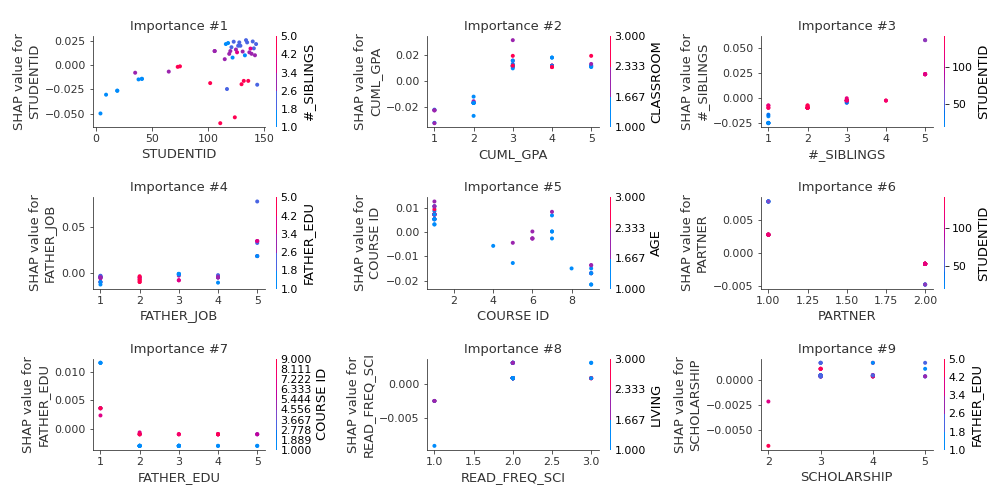 Importance #1
SHAP value for
STUDENTID
0.025
0.000
−0.025
−0.050
0
50
100
150
STUDENTID
5.0
4.2
3.4
2.6
1.8
1.0
#_SIBLINGS
Importance #2
SHAP value for
CUML_GPA
0.02
0.00
−0.02
1
2
3
4
5
CUML_GPA
3.000
2.333
1.667
1.000
CLASSROOM
Importance #3
SHAP value for
#_SIBLINGS
0.050
0.025
0.000
−0.025
1
2
3
4
5
#_SIBLINGS
100
50
STUDENTID
Importance #4
SHAP value for
FATHER_JOB
0.05
0.00
1
2
3
4
5
FATHER_JOB
5.0
4.2
3.4
2.6
1.8
1.0
FATHER_EDU
Importance #5
SHAP value for
COURSE ID
0.01
0.00
−0.01
−0.02
2
4
6
8
COURSE ID
3.000
2.333
1.667
1.000
AGE
Importance #6
SHAP value for
PARTNER
0.005
0.000
−0.005
1.00
1.25
1.50
1.75
2.00
PARTNER
100
50
STUDENTID
Importance #7
SHAP value for
FATHER_EDU
0.010
0.005
0.000
1
2
3
4
5
FATHER_EDU
9.000
8.111
7.222
6.333
5.444
4.556
3.667
2.778
1.889
1.000
COURSE ID
Importance #8
SHAP value for
READ_FREQ_SCI
0.000
−0.005
1.0
1.5
2.0
2.5
3.0
READ_FREQ_SCI
3.000
2.333
1.667
1.000
LIVING
Importance #9
SHAP value for
SCHOLARSHIP
0.0000
−0.0025
−0.0050
2
3
4
5
SCHOLARSHIP
5.0
4.2
3.4
2.6
1.8
1.0
FATHER_EDU